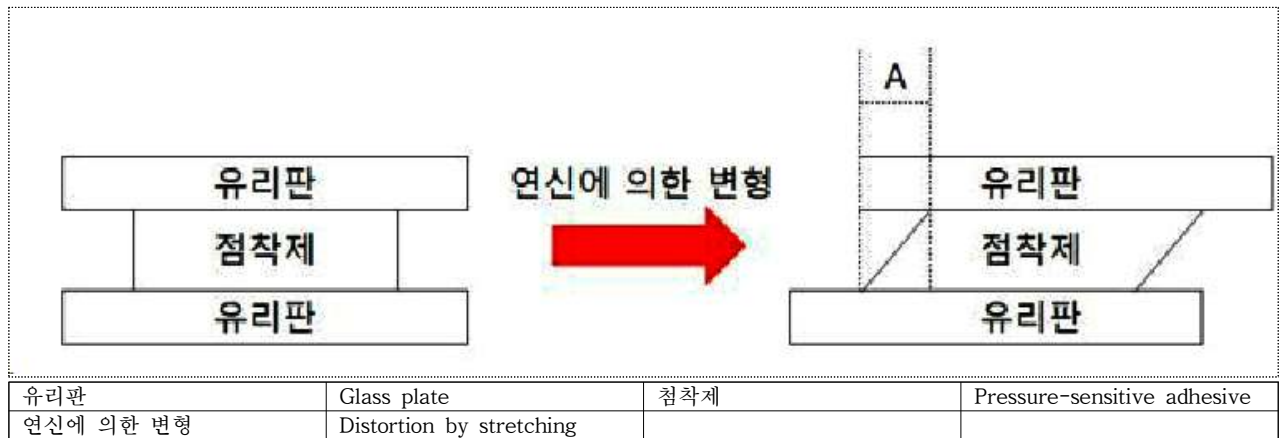 A
유리판 연신에 의한 변형 유리판
점착제 점착제
유리판 유리판
유리판 Glass plate 첨착제 Pressure-sensitive adhesive
연신에 의한 변형 Distortion by stretching